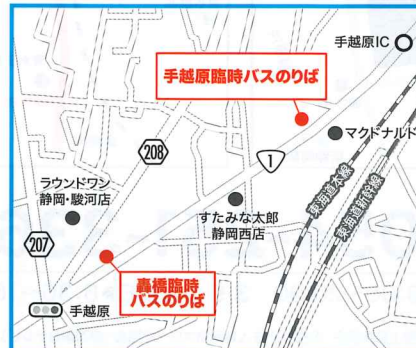 手越原IC
手越原臨時バスのりば
マクドナルド
208
1
ラウンドワン
静岡・駿河店
すたみな太郎
静岡西店
東海道本線
東海道新幹線
207
轟橋臨時
バスのりば
手越原